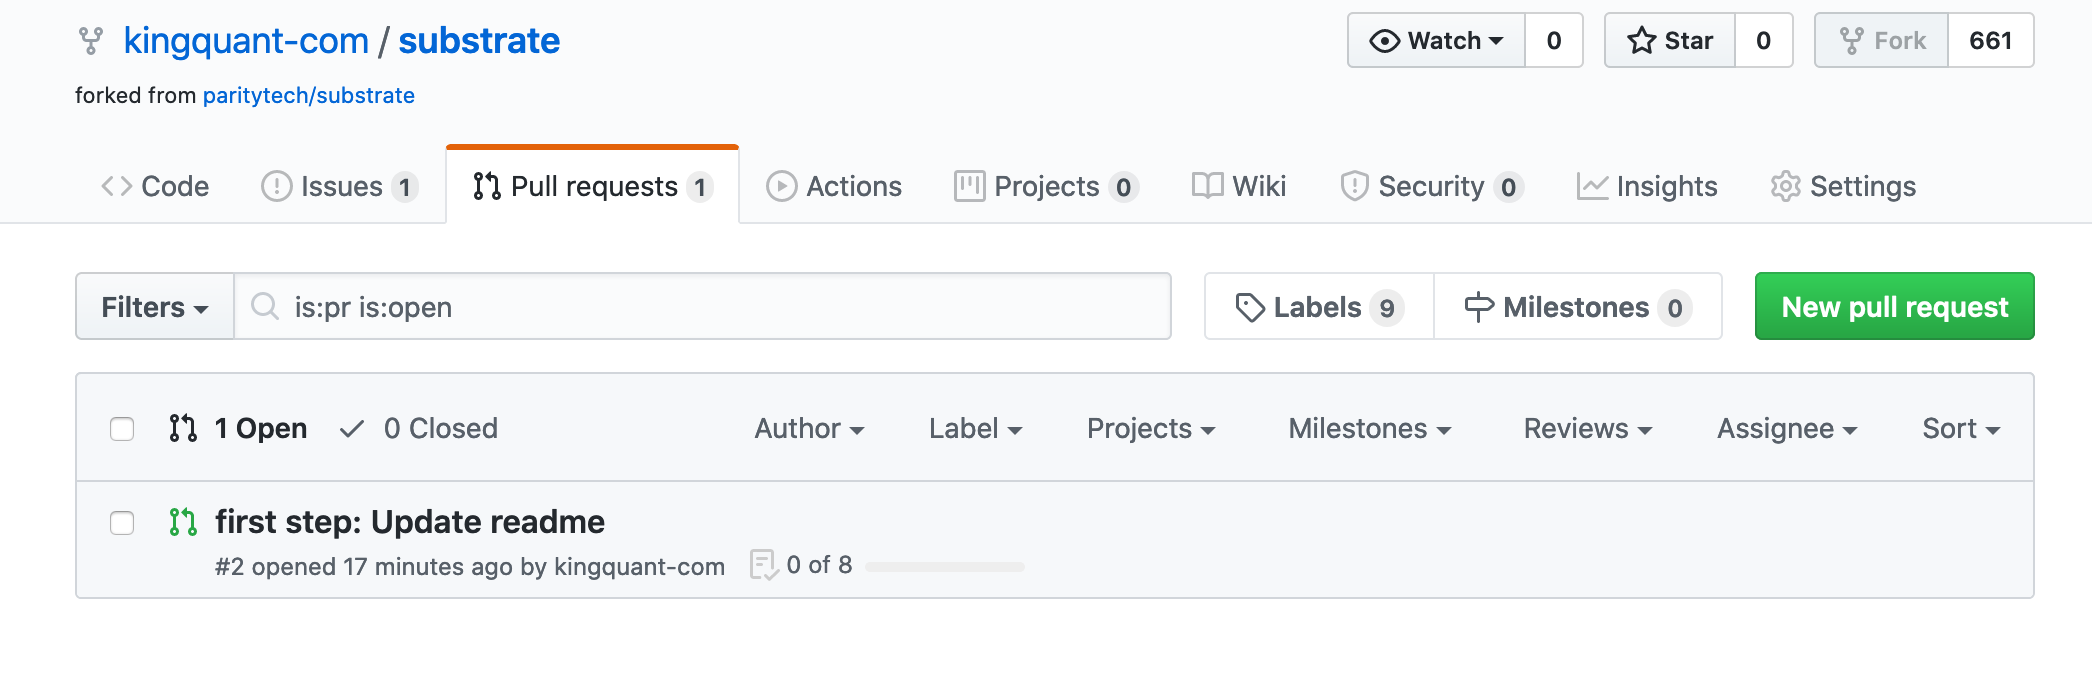 kingquant-com / substrate
Watch 0
Star 0
Fork 661
forked from paritytech/substrate
Code
Issues 1
Pull requests 1
Actions
Projects 0
Wiki
Security 0
Insights
Settings
Filters
is:pr is:open
Labels 9
Milestones 0
New pull request
1 Open
0 Closed
Author
Label
Projects
Milestones
Reviews
Assignee
Sort
first step: Update readme
#2 opened 17 minutes ago by kingquant-com
0 of 8